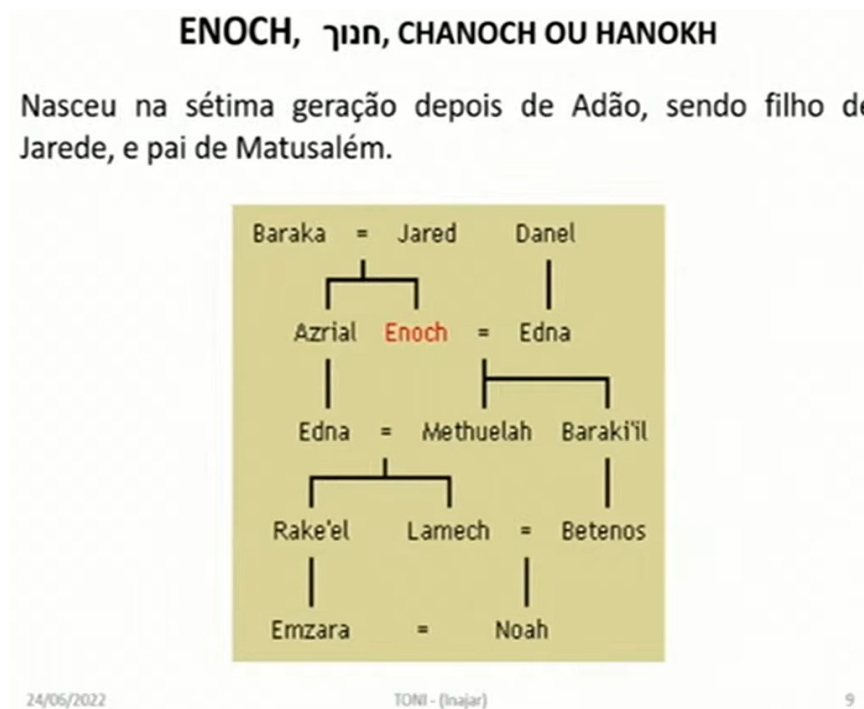 ENOCH, חנוך, CHANOCH OU HANOKH
Nasceu na sétima geração depois de Adão, sendo filho de
Jarede, e pai de Matusalém.
Baraka = Jared Danel
Azrial Enoch = Edna
Edna = Methuelah Baraki'il
Rake'el Lamech = Betenos
Emzara = Noah
24/06/2022 TONI - (Inajar) 9